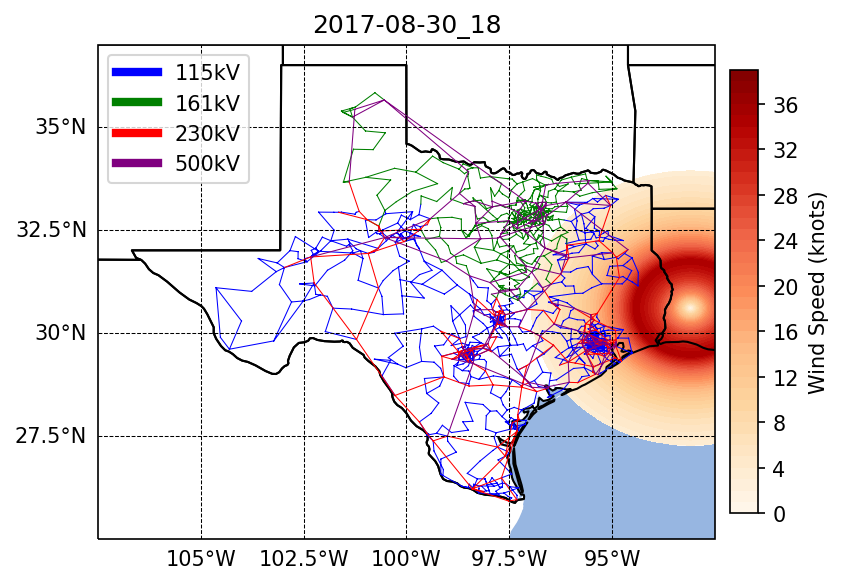 2017-08-30_18
115kV
161kV
230kV
500kV
35°N
32.5°N
30°N
27.5°N
105°W
102.5°W
100°W
97.5°W
95°W
36
32
28
24
20
16
12
8
4
0
Wind Speed (knots)